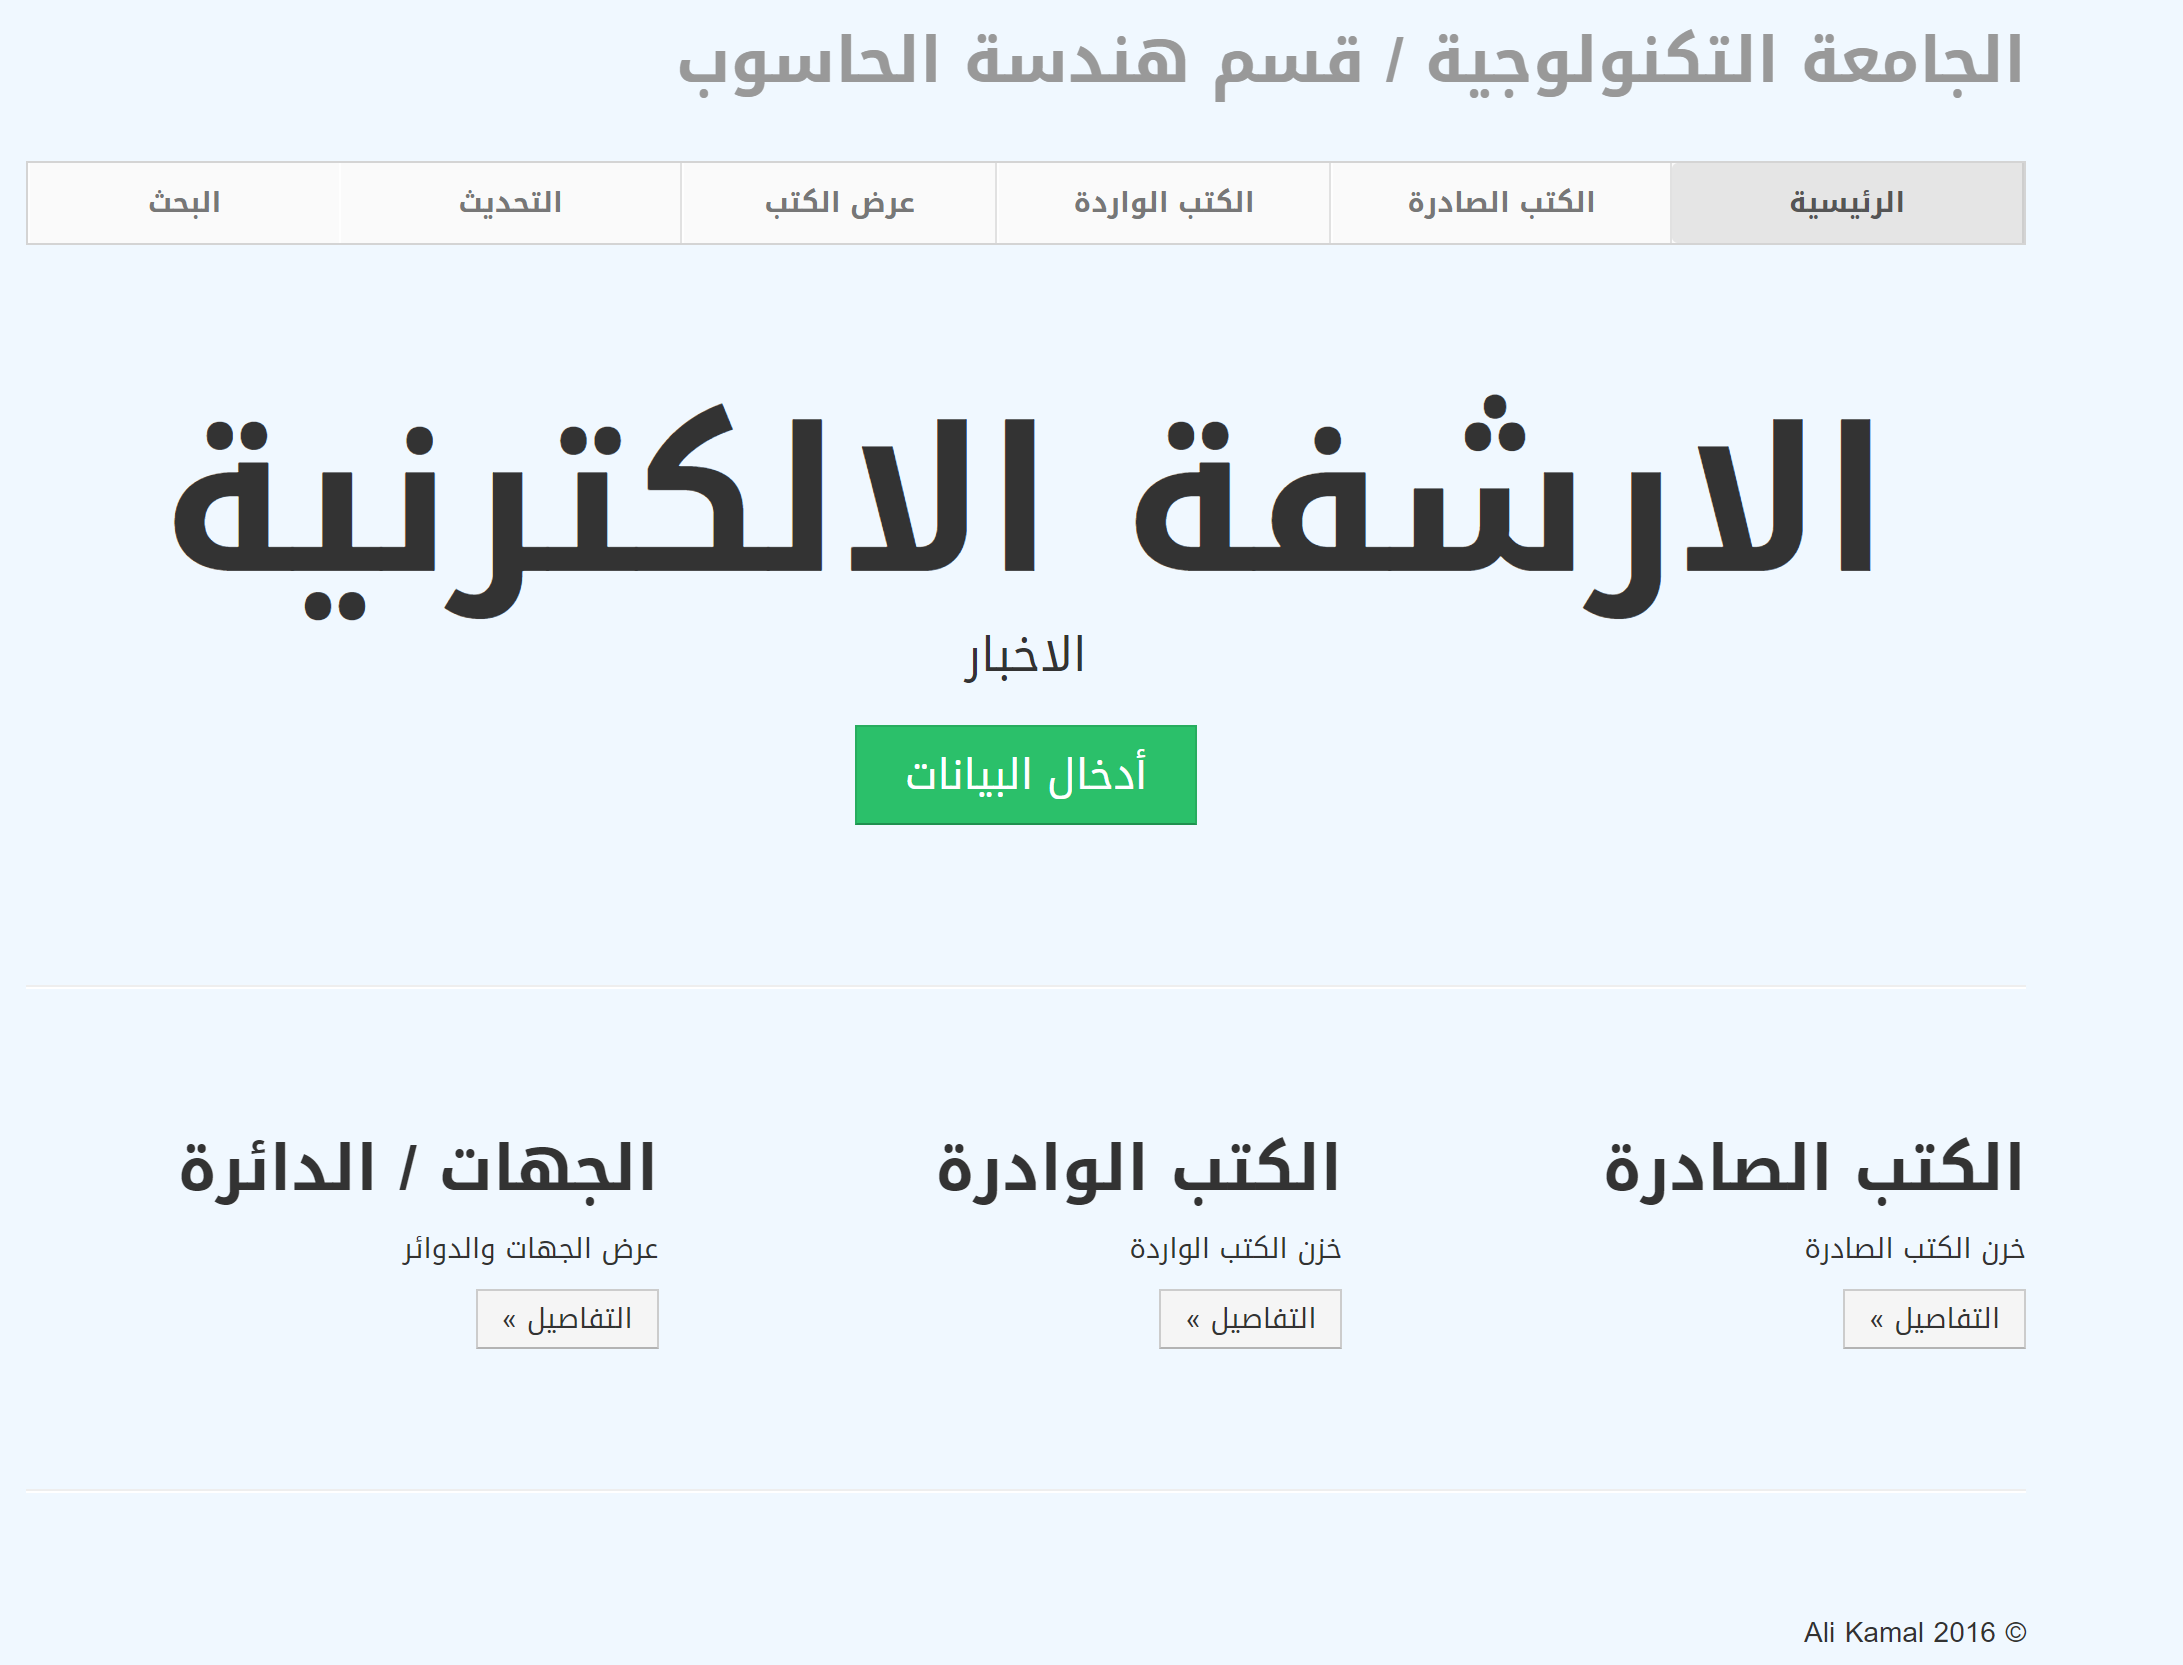 الجامعة التكنولوجية / قسم هندسة الحاسوب
الرئيسية
الكتب الصادرة
الكتب الواردة
عرض الكتب
التحديث
البحث
الارشفة الالكترنية
الاخبار
أدخال البيانات
الكتب الصادرة
خرن الكتب الصادرة
التفاصيل »
الكتب الوادرة
خزن الكتب الواردة
التفاصيل »
الجهات / الدائرة
عرض الجهات والدوائر
التفاصيل »
© Ali Kamal 2016